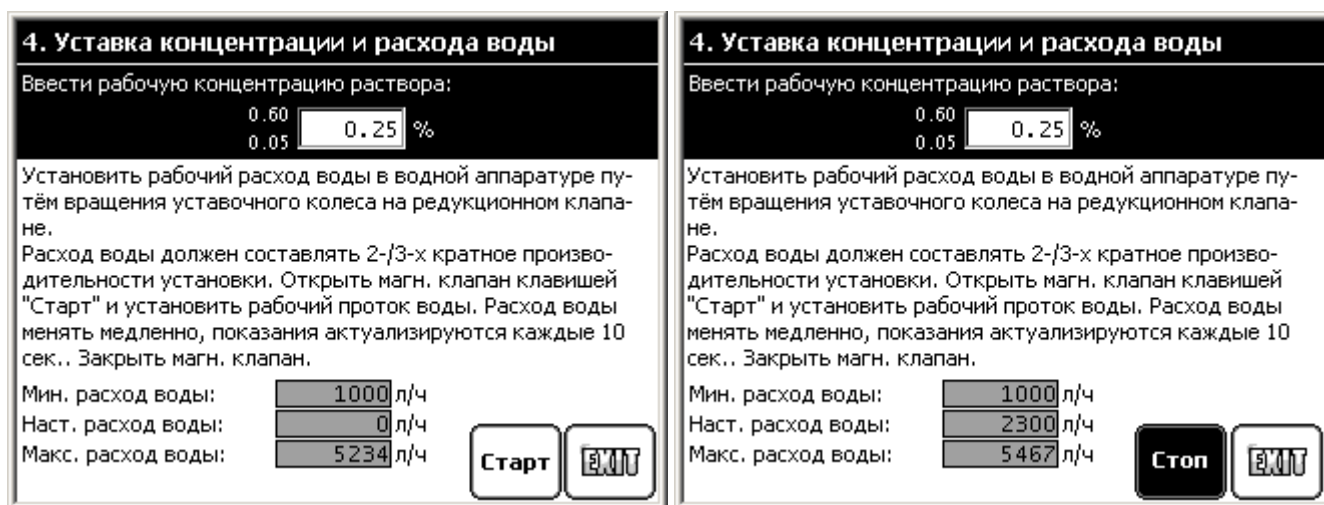 4. Уставка концентрации и расхода воды
Ввести рабочую концентрацию раствора:
0.60
0.05
0.25 %
Установить рабочий расход воды в водной аппаратуре пу-
тём вращения уставочного колеса на редукционном клапа-
не.
Расход воды должен составлять 2-/3-х кратное произво-
дительности установки. Открыть магн. клапан клавишей
"Старт" и установить рабочий проток воды. Расход воды
менять медленно, показания актуализируются каждые 10
сек.. Закрыть магн. клапан.
Мин. расход воды: 1000 л/ч
Наст. расход воды: 0 л/ч
Макс. расход воды: 5234 л/ч
Старт
EXIT
4. Уставка концентрации и расхода воды
Ввести рабочую концентрацию раствора:
0.60
0.05
0.25 %
Установить рабочий расход воды в водной аппаратуре пу-
тём вращения уставочного колеса на редукционном клапа-
не.
Расход воды должен составлять 2-/3-х кратное произво-
дительности установки. Открыть магн. клапан клавишей
"Старт" и установить рабочий проток воды. Расход воды
менять медленно, показания актуализируются каждые 10
сек.. Закрыть магн. клапан.
Мин. расход воды: 1000 л/ч
Наст. расход воды: 2300 л/ч
Макс. расход воды: 5467 л/ч
Стоп
EXIT